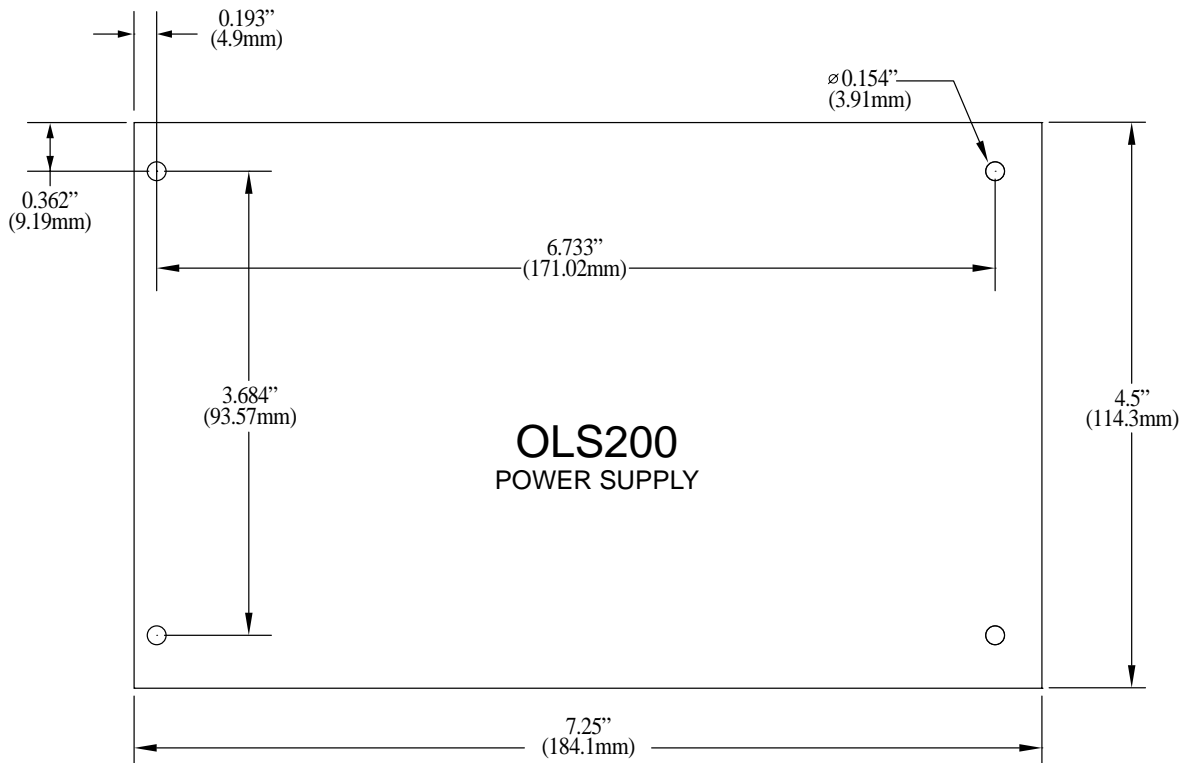 0.193”
(4.9mm)
⌀0.154”
(3.91mm)
0.362”
(9.19mm)
6.733”
(171.02mm)
3.684”
(93.57mm)
4.5”
(114.3mm)
OLS200
POWER SUPPLY
7.25”
(184.1mm)